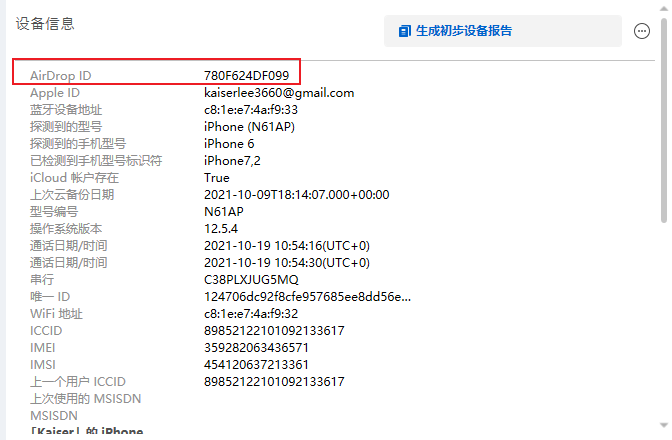 设备信息
生成初步设备报告
AirDrop ID 780F624DF099
Apple ID kaiserlee3660@gmail.com
蓝牙设备地址 c8:1e:e7:4a:f9:33
探测到的型号 iPhone (N61AP)
探测到的手机型号 iPhone 6
已检测到手机型号标识符 iPhone7,2
iCloud 帐户存在 True
上次云备份日期 2021-10-09T18:14:07.000+00:00
型号编号 N61AP
操作系统版本 12.5.4
通话日期/时间 2021-10-19 10:54:16(UTC+0)
通话日期/时间 2021-10-19 10:54:30(UTC+0)
串行 C38PLXJUG5MQ
唯一 ID 124706dc92f8cfe957685ee8dd56e...
WiFi 地址 c8:1e:e7:4a:f9:32
ICCID 89852122101092133617
IMEI 359282063436571
IMSI 454120637213361
上一个用户 ICCID 89852122101092133617
上次使用的 MSISDN
MSISDN
「Kaiser」的 iPhone